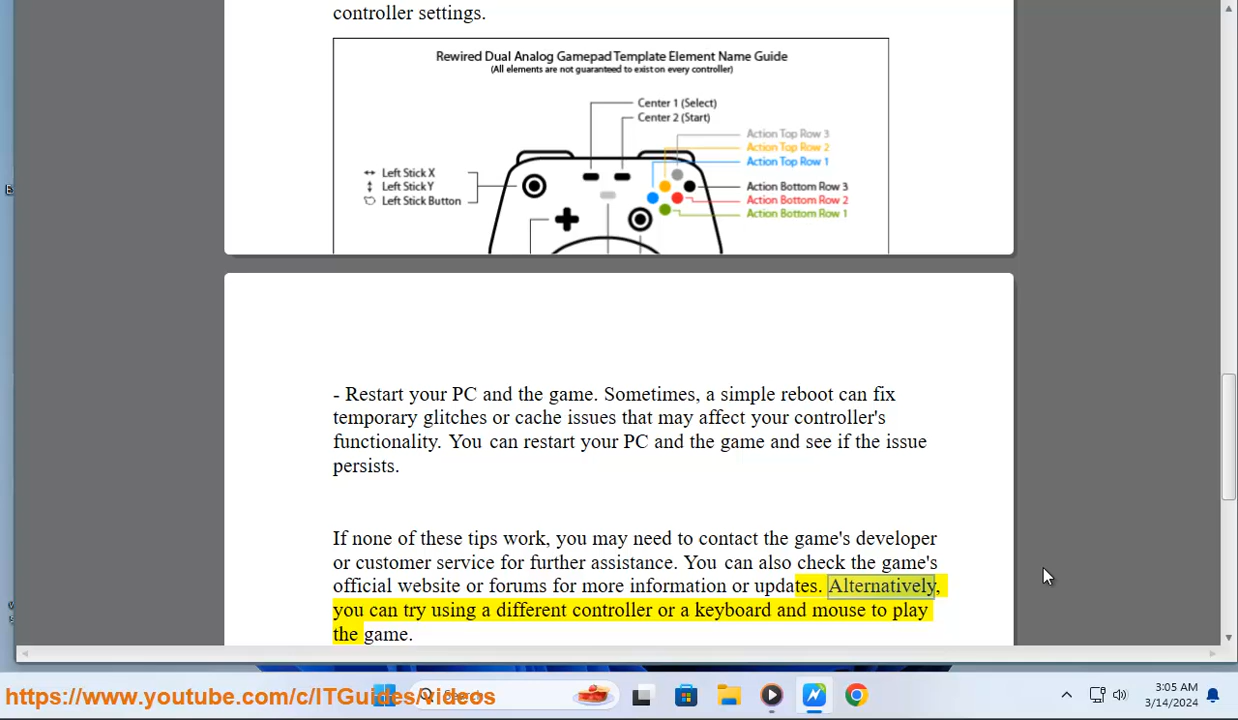 controller settings.
Rewired Dual Analog Gamepad Template Element Name Guide
(All elements are not guaranteed to exist on every controller)
Center 1 (Select)
Center 2 (Start)
Action Top Row 3
Action Top Row 2
Action Top Row 1
Left Stick X
Left Stick Y
Left Stick Button
Action Bottom Row 3
Action Bottom Row 2
Action Bottom Row 1
- Restart your PC and the game. Sometimes, a simple reboot can fix
temporary glitches or cache issues that may affect your controller's
functionality. You can restart your PC and the game and see if the issue
persists.
If none of these tips work, you may need to contact the game's developer
or customer service for further assistance. You can also check the game's
official website or forums for more information or updates. Alternatively,
you can try using a different controller or a keyboard and mouse to play
the game.
https://www.youtube.com/c/ITGuides/videos
3:05 AM
3/14/2024